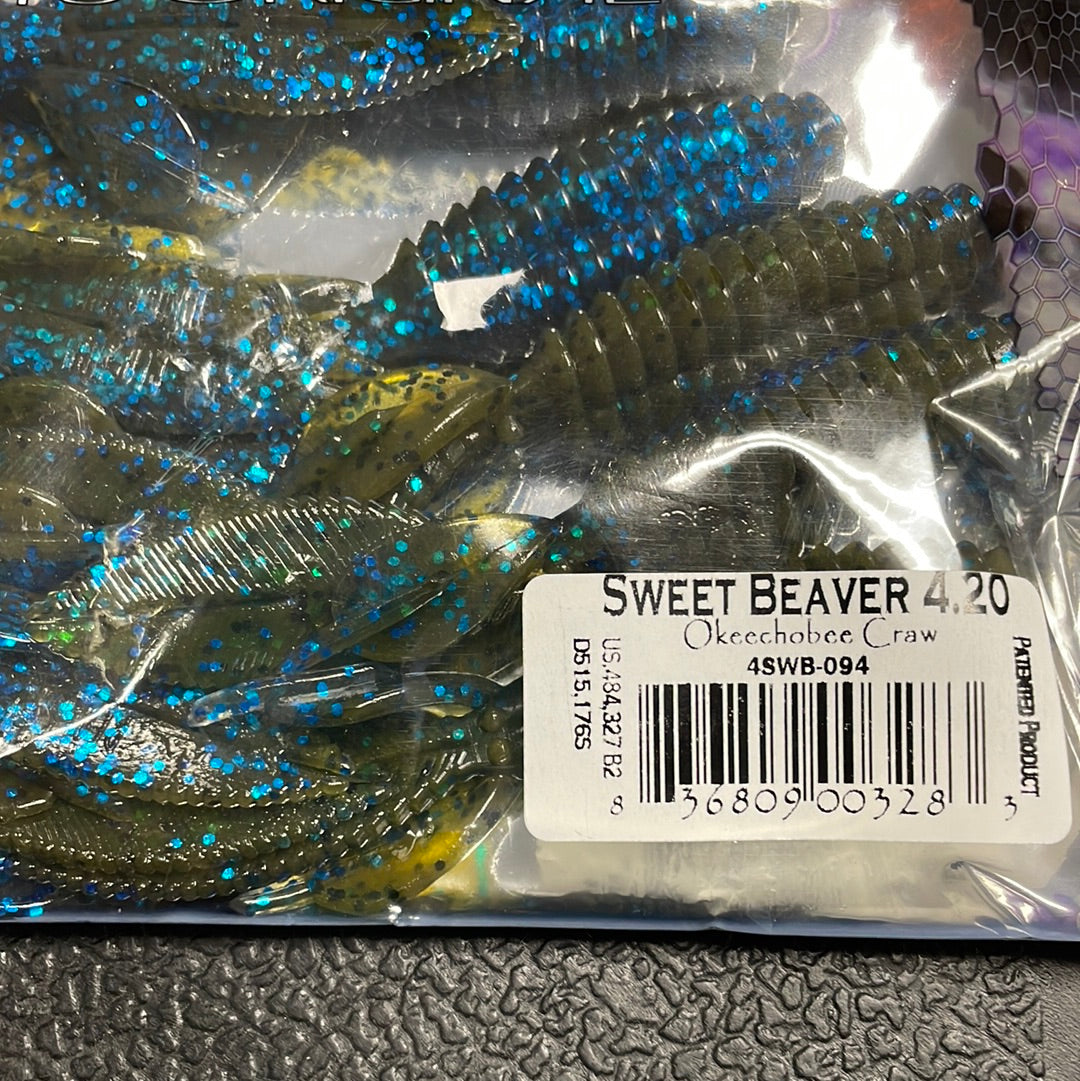 SWEET BEAVER 4.20
Okeechobee Craw
4SWB-094
US.484,327 B2
D515,176S
PATENTED PRODUCT
8 36809 00328 3